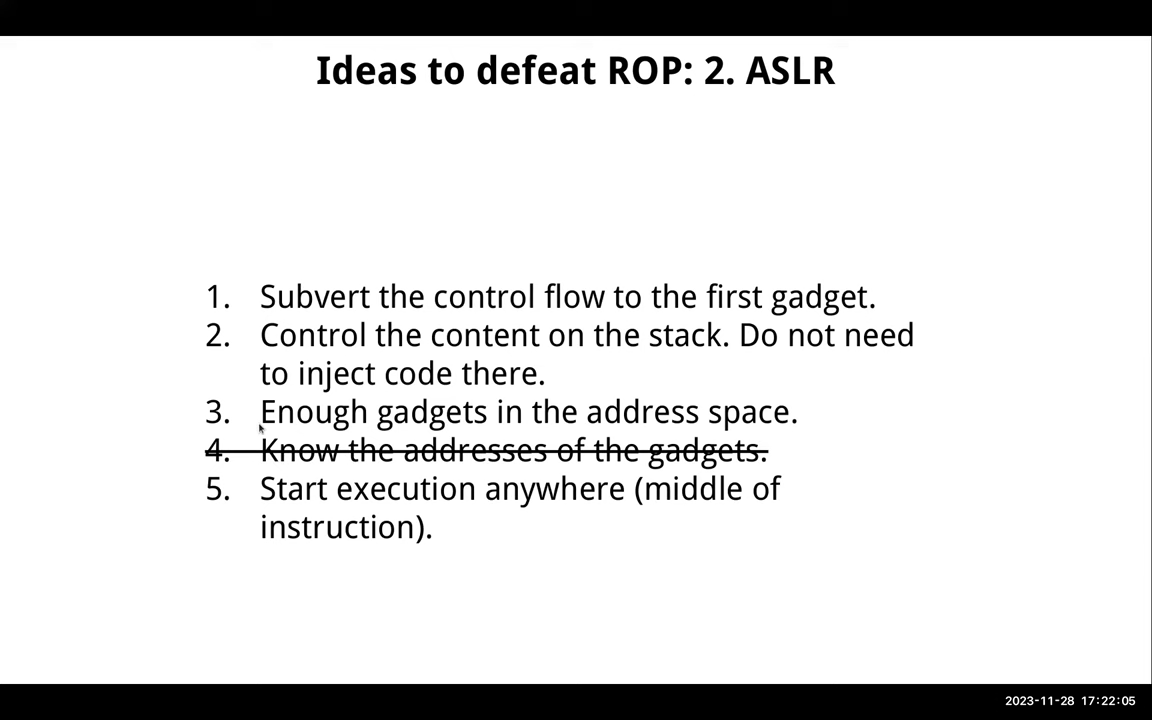 Ideas to defeat ROP: 2. ASLR
1. Subvert the control flow to the first gadget.
2. Control the content on the stack. Do not need
to inject code there.
3. Enough gadgets in the address space.
4. Know the addresses of the gadgets.
5. Start execution anywhere (middle of
instruction).
2023-11-28 17:22:05